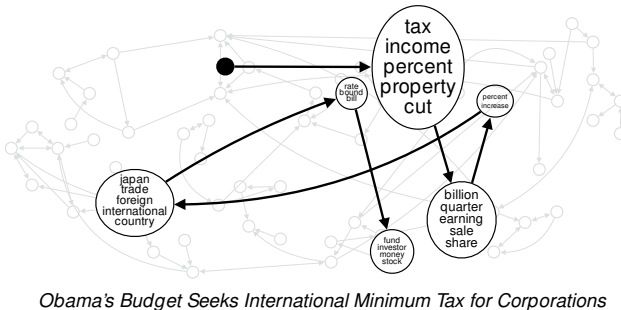 tax
income
percent
property
cut
rate
bound
bill
percent
increase
japan
trade
foreign
international
country
billion
quarter
earning
sale
share
fund
investor
money
stock
Obama's Budget Seeks International Minimum Tax for Corporations